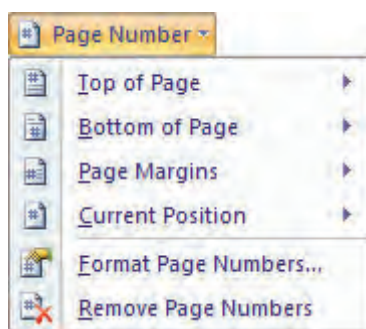 Page Number
Top of Page
Bottom of Page
Page Margins
Current Position
Format Page Numbers...
Remove Page Numbers